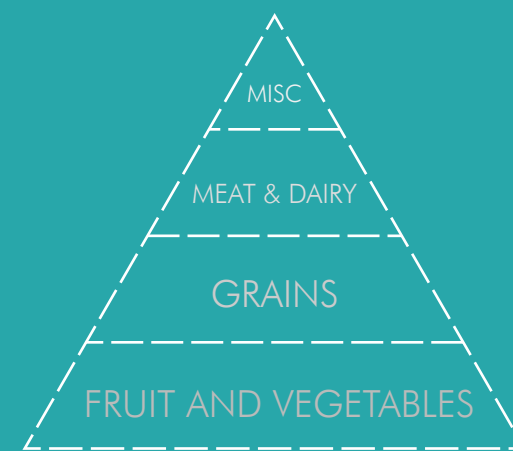 MISC
MEAT & DAIRY
GRAINS
FRUIT AND VEGETABLES